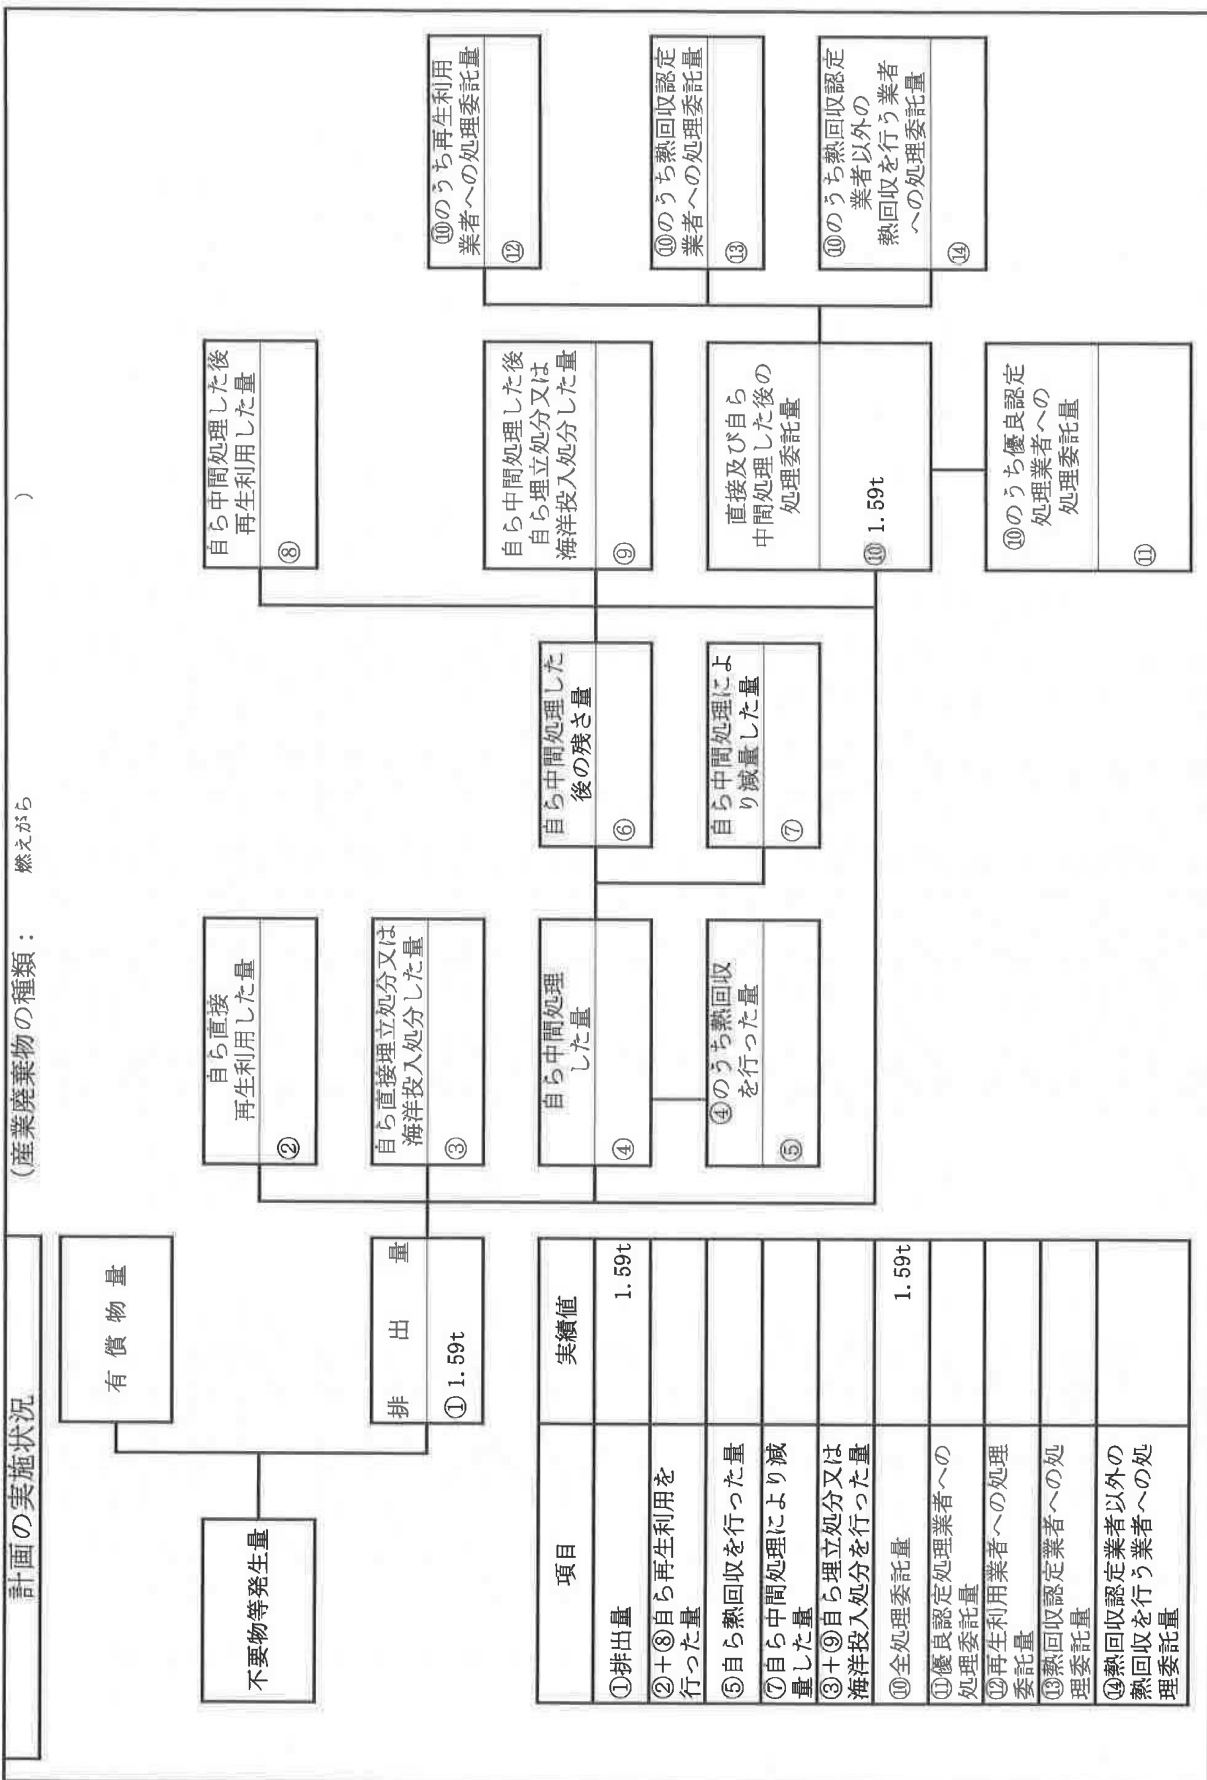 計画の実施状況
(産業廃棄物の種類： 燃えがら )
有償物量
不要物等発生量
排出量
① 1.59t
自ら直接
再生利用した量
②
自ら直接埋立処分又は
海洋投入処分した量
③
自ら中間処理
した量
④
④のうち熱回収
を行った量
⑤
自ら中間処理した
後の残さ量
⑥
自ら中間処理によ
り減量した量
⑦
自ら中間処理した後
再生利用した量
⑧
自ら中間処理した後
自ら埋立処分又は
海洋投入処分した量
⑨
直接及び自ら
中間処理した後の
処理委託量
⑩ 1.59t
⑩のうち優良認定
処理業者への
処理委託量
⑪
⑩のうち再生利用
業者への処理委託量
⑫
⑩のうち熱回収認定
業者への処理委託量
⑬
⑩のうち熱回収認定
業者以外の
熱回収を行う業者
への処理委託量
⑭
項目 実績値
①排出量 1.59t
②+⑧自ら再生利用を
行った量
⑤自ら熱回収を行った量
⑦自ら中間処理により減
量した量
③+⑨自ら埋立処分又は
海洋投入処分を行った量
⑩全処理委託量 1.59t
⑪優良認定処理業者への
処理委託量
⑫再生利用業者への処理
委託量
⑬熱回収認定業者への処
理委託量
⑭熱回収認定業者以外の
熱回収を行う業者への処
理委託量